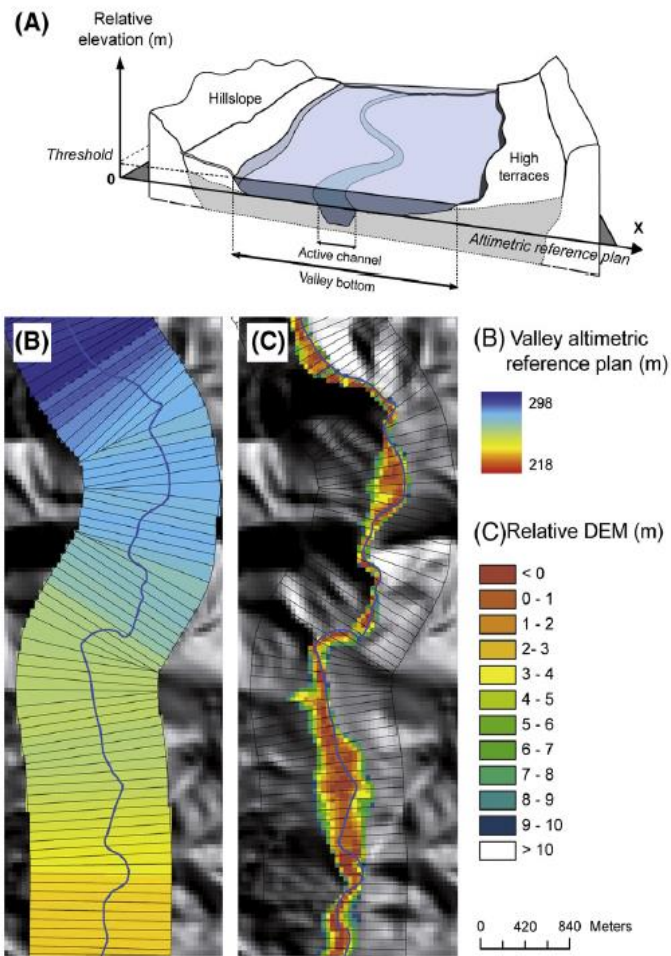 (A)
Relative
elevation (m)
Hillslope
Threshold
0
High
terraces
X
Active channel
Valley bottom
Altimetric reference plan
(B)
(C)
(B) Valley altimetric
reference plan (m)
298
218
(C) Relative DEM (m)
< 0
0 - 1
1 - 2
2 - 3
3 - 4
4 - 5
5 - 6
6 - 7
7 - 8
8 - 9
9 - 10
> 10
0 420 840 Meters